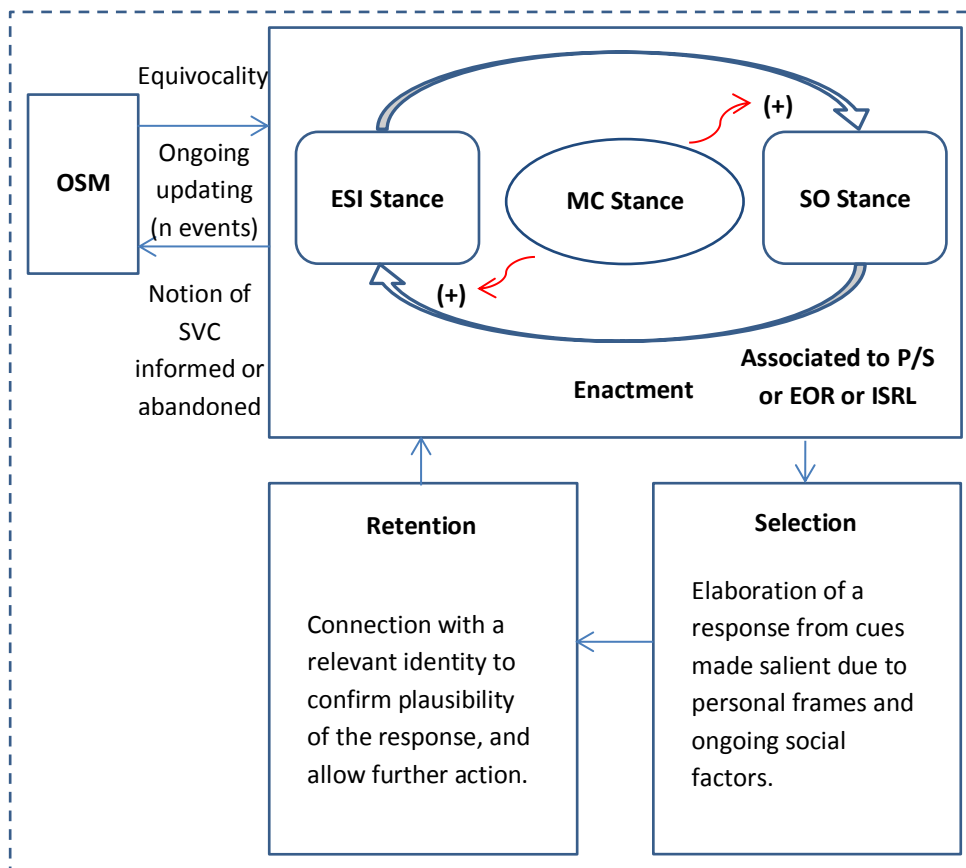 Equivocality
OSM
Ongoing
updating
(n events)
Notion of
SVC
informed or
abandoned
ESI Stance
MC Stance
SO Stance
(+)
(+)
Enactment
Associated to P/S
or EOR or ISRL
Retention
Connection with a
relevant identity to
confirm plausibility
of the response, and
allow further action.
Selection
Elaboration of a
response from cues
made salient due to
personal frames and
ongoing social
factors.